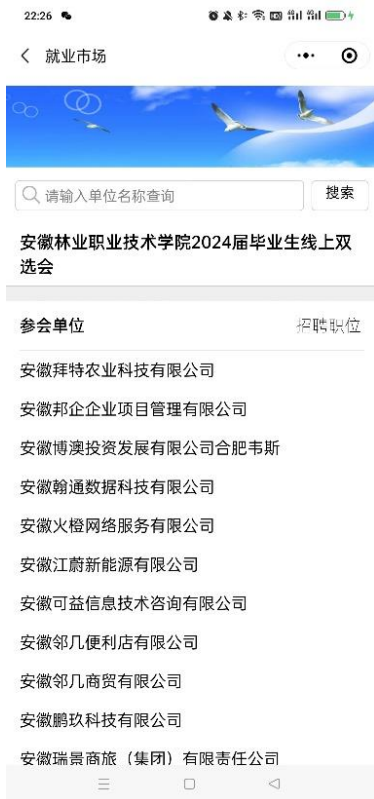 22:26
就业市场
请输入单位名称查询
搜索
安徽林业职业技术学院2024届毕业生线上双
选会
参会单位
招聘职位
安徽拜特农业科技有限公司
安徽邦企企业项目管理有限公司
安徽博澳投资发展有限公司合肥韦斯
安徽翰通数据科技有限公司
安徽火橙网络服务有限公司
安徽江蔚新能源有限公司
安徽可益信息技术咨询有限公司
安徽邻几便利店有限公司
安徽邻几商贸有限公司
安徽鹏玖科技有限公司
安徽瑞景商旅（集团）有限责任公司